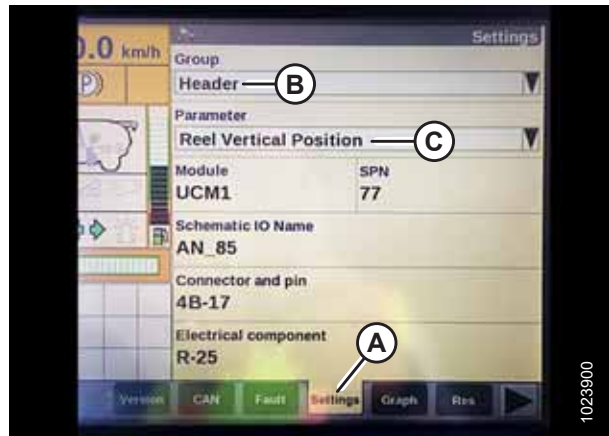 Settings
0.0 km/h
Group
Header
B
(P)
Parameter
Reel Vertical Position
C
Module
SPN
UCM1
77
Schematic IO Name
AN_85
Connector and pin
4B-17
Electrical component
R-25
A
Version
CAN
Fault
Settings
Graph
Res
1023900